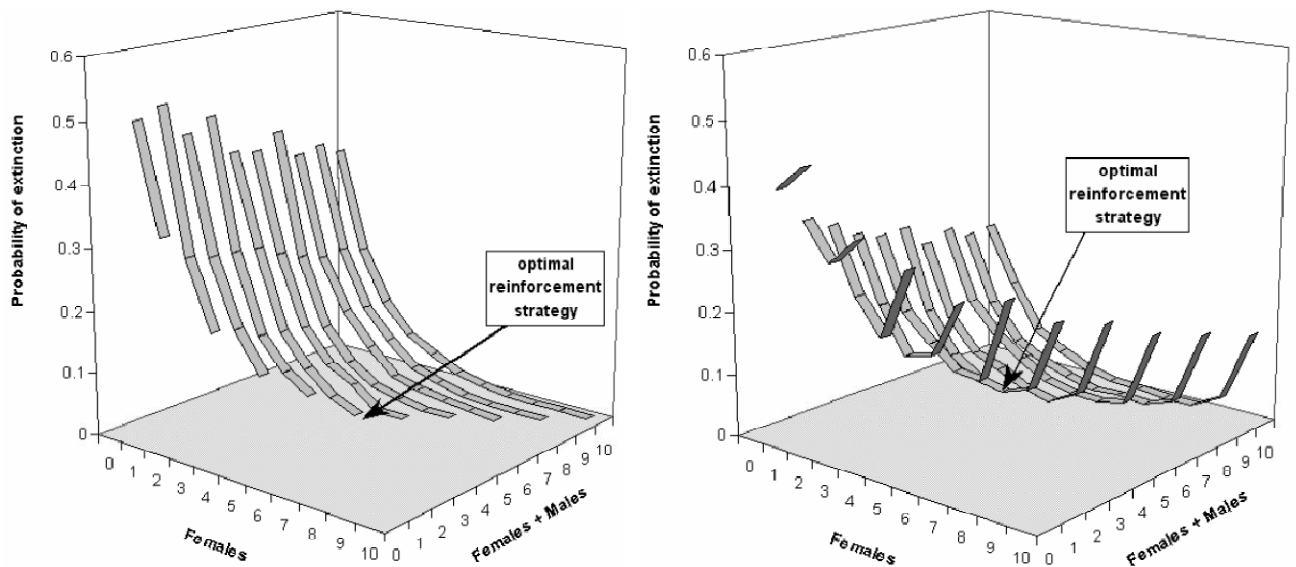 0.6
0.5
0.4
0.3
0.2
0.1
0
Probability of extinction
optimal
reinforcement
strategy
0 1 2 3 4 5 6 7 8 9 10
Females
0 1 2 3 4 5 6 7 8 9 10
Females + Males
0.6
0.5
0.4
0.3
0.2
0.1
0
Probability of extinction
optimal
reinforcement
strategy
0 1 2 3 4 5 6 7 8 9 10
Females
0 1 2 3 4 5 6 7 8 9 10
Females + Males